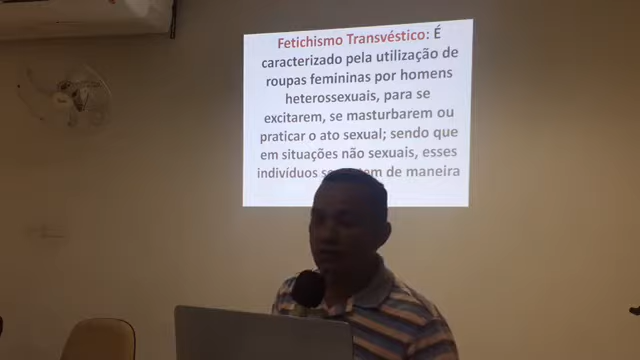 Fetichismo Transvéstico: É
caracterizado pela utilização de
roupas femininas por homens
heterossexuais, para se
excitarem, se masturbarem ou
praticar o ato sexual; sendo que
em situações não sexuais, esses
indivíduos de maneira